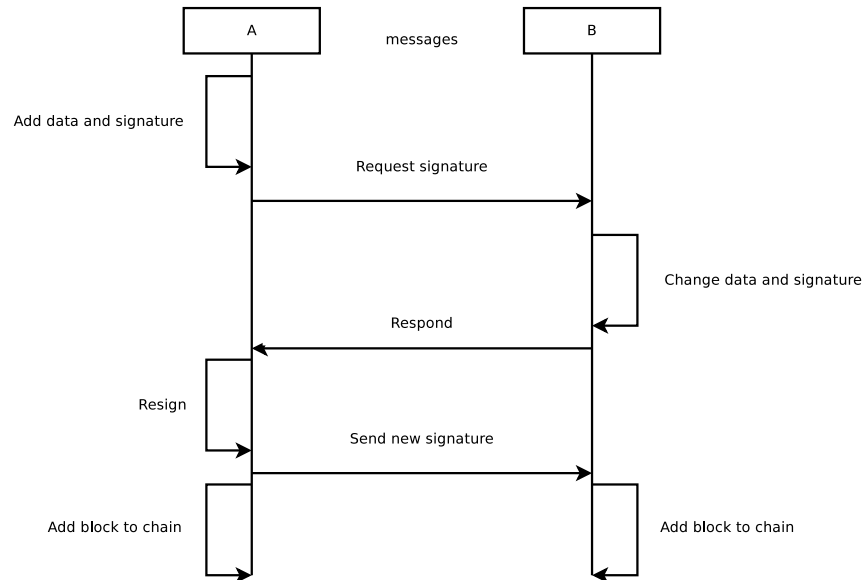 A
messages
B
Add data and signature
Request signature
Change data and signature
Respond
Resign
Send new signature
Add block to chain
Add block to chain